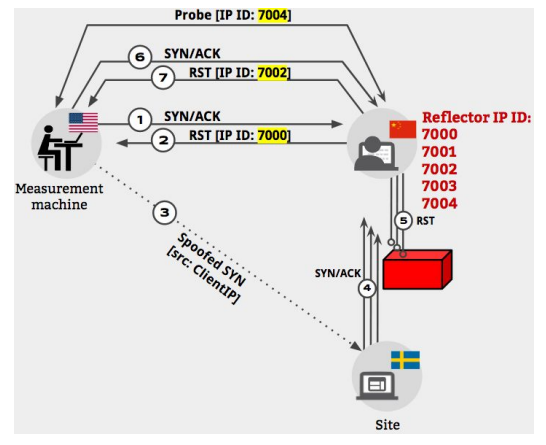 Probe [IP ID: 7004]
6 SYN/ACK
7 RST [IP ID: 7002]
1 SYN/ACK
2 RST [IP ID: 7000]
Reflector IP ID:
7000
7001
7002
7003
7004
Measurement
machine
3
Spoofed SYN
[src: ClientIP]
5 RST
SYN/ACK 4
Site